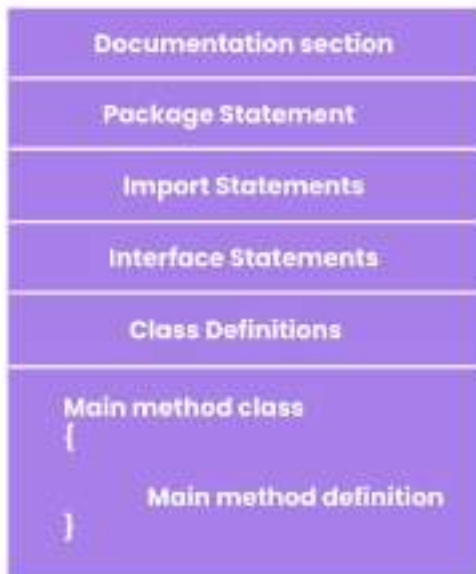 Documentation section
Package Statement
Import Statements
Interface Statements
Class Definitions
Main method class
{
Main method definition
}